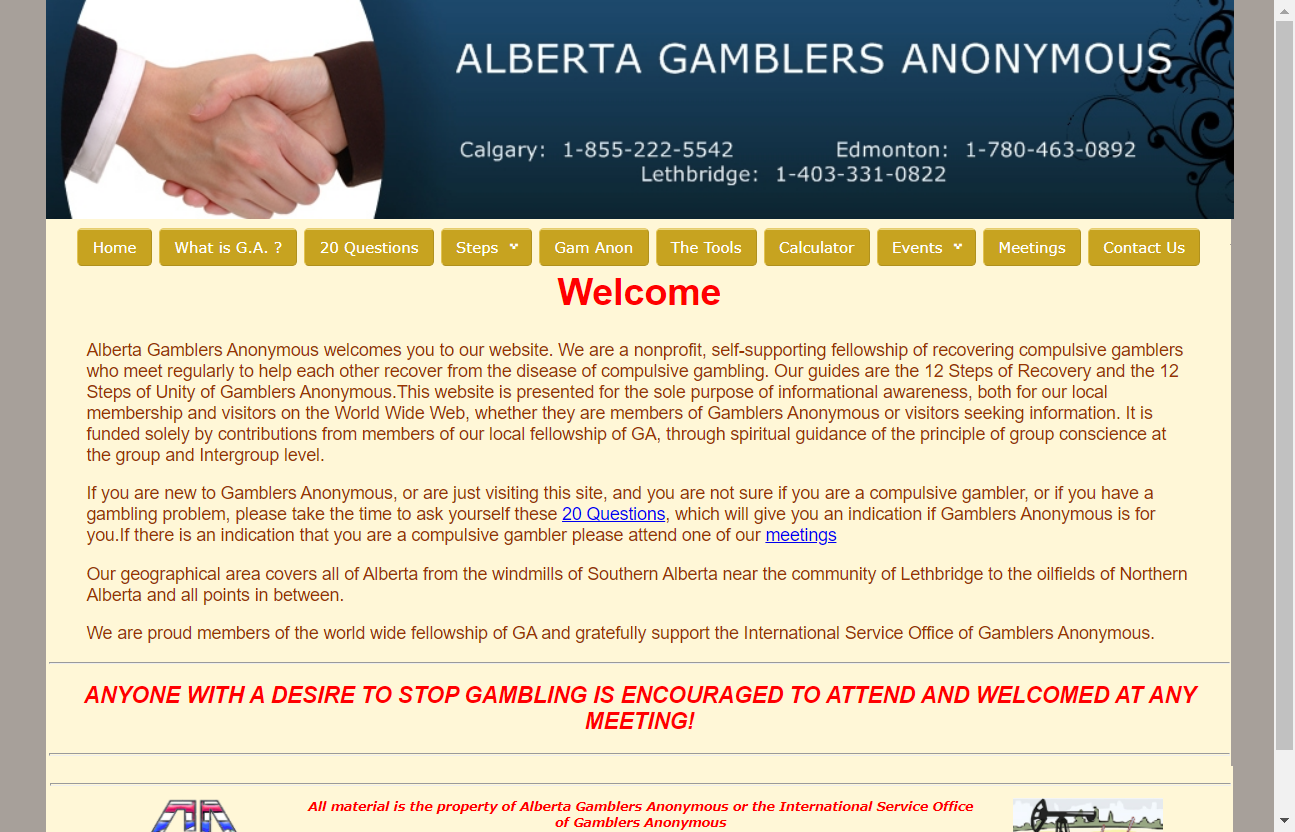 ALBERTA GAMBLERS ANONYMOUS
Calgary: 1-855-222-5542 Edmonton: 1-780-463-0892
Lethbridge: 1-403-331-0822
Home What is G.A. ? 20 Questions Steps Gam Anon The Tools Calculator Events Meetings Contact Us
Welcome
Alberta Gamblers Anonymous welcomes you to our website. We are a nonprofit, self-supporting fellowship of recovering compulsive gamblers
who meet regularly to help each other recover from the disease of compulsive gambling. Our guides are the 12 Steps of Recovery and the 12
Steps of Unity of Gamblers Anonymous.This website is presented for the sole purpose of informational awareness, both for our local
membership and visitors on the World Wide Web, whether they are members of Gamblers Anonymous or visitors seeking information. It is
funded solely by contributions from members of our local fellowship of GA, through spiritual guidance of the principle of group conscience at
the group and Intergroup level.
If you are new to Gamblers Anonymous, or are just visiting this site, and you are not sure if you are a compulsive gambler, or if you have a
gambling problem, please take the time to ask yourself these 20 Questions, which will give you an indication if Gamblers Anonymous is for
you.If there is an indication that you are a compulsive gambler please attend one of our meetings
Our geographical area covers all of Alberta from the windmills of Southern Alberta near the community of Lethbridge to the oilfields of Northern
Alberta and all points in between.
We are proud members of the world wide fellowship of GA and gratefully support the International Service Office of Gamblers Anonymous.
ANYONE WITH A DESIRE TO STOP GAMBLING IS ENCOURAGED TO ATTEND AND WELCOMED AT ANY
MEETING!
All material is the property of Alberta Gamblers Anonymous or the International Service Office
of Gamblers Anonymous